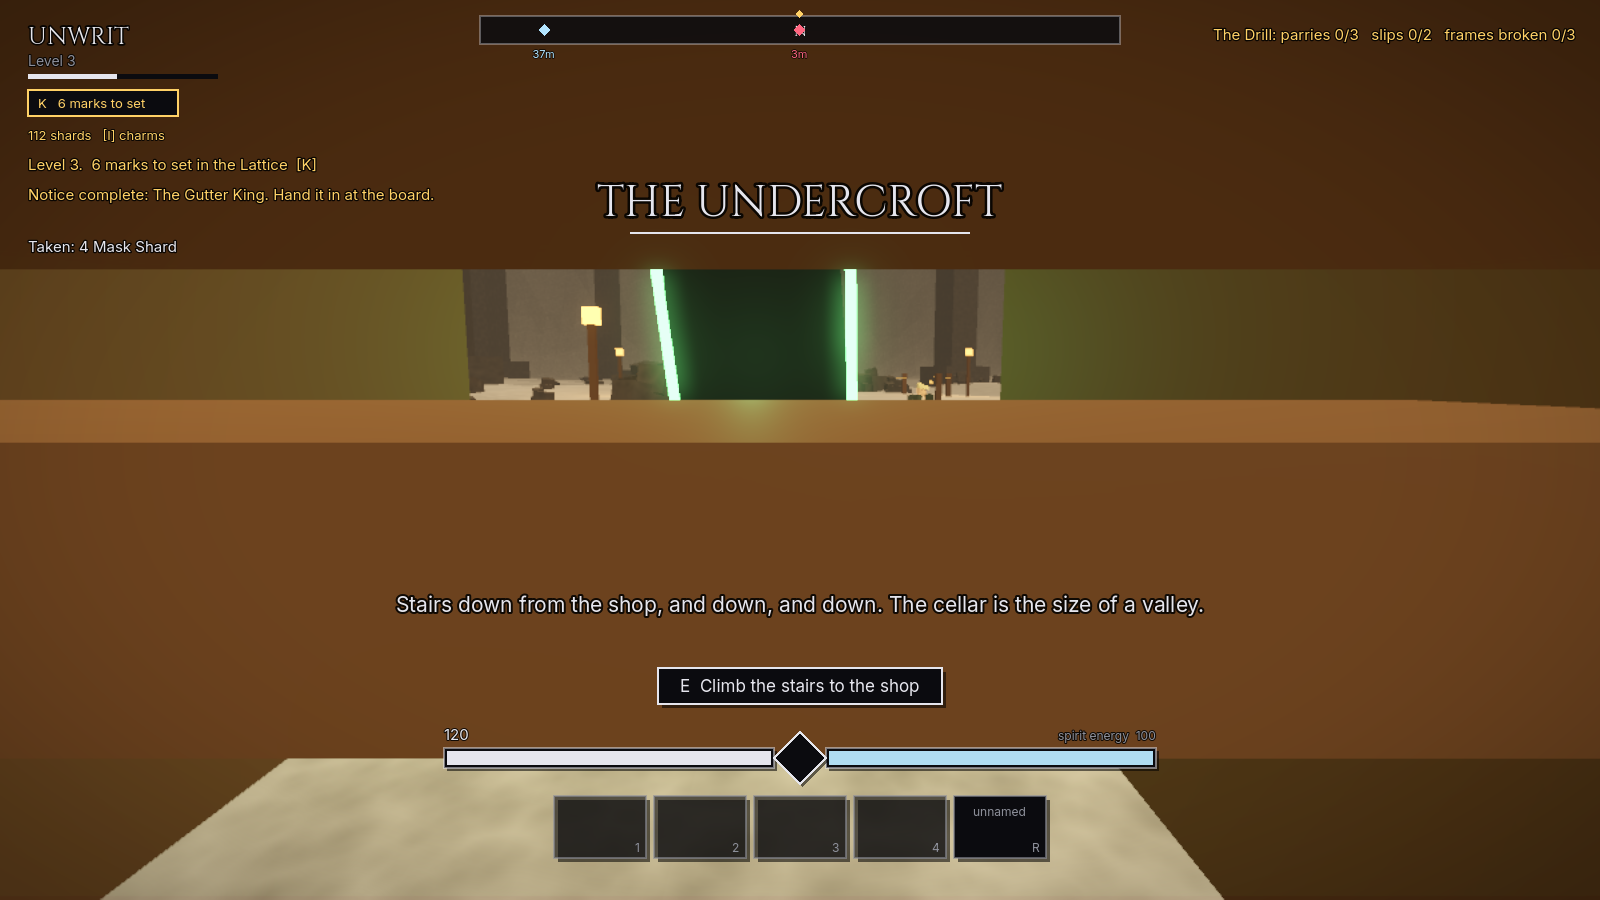 UNWRIT
Level 3
K 6 marks to set
112 shards [I] charms
Level 3. 6 marks to set in the Lattice [K]
Notice complete: The Gutter King. Hand it in at the board.
Taken: 4 Mask Shard
37m
3m
The Drill: parries 0/3 slips 0/2 frames broken 0/3
THE UNDERCROFT
Stairs down from the shop, and down, and down. The cellar is the size of a valley.
E Climb the stairs to the shop
120
spirit energy 100
unnamed
1 2 3 4 R